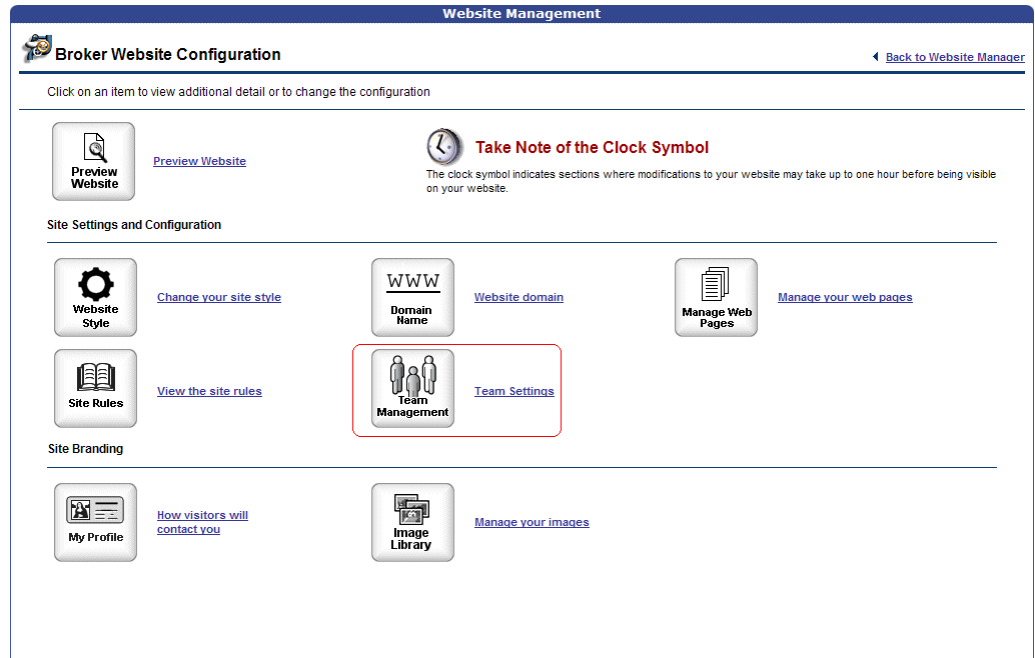 Website Management
Broker Website Configuration
Back to Website Manager
Click on an item to view additional detail or to change the configuration
Preview
Website
Preview Website
Take Note of the Clock Symbol
The clock symbol indicates sections where modifications to your website may take up to one hour before being visible
on your website.
Site Settings and Configuration
Website
Style
Change your site style
WWW
Domain
Name
Website domain
Manage Web
Pages
Manage your web pages
Site Rules
View the site rules
Team
Management
Team Settings
Site Branding
My Profile
How visitors will
contact you
Image
Library
Manage your images